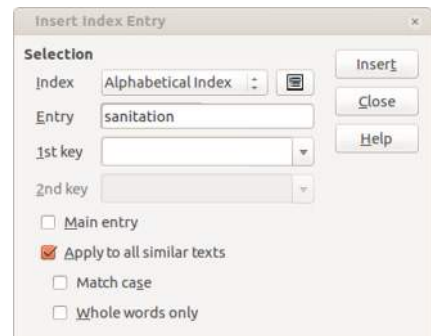 Insert Index Entry
Selection
Index Alphabetical Index
Entry sanitation
1st key
2nd key
Main entry
Apply to all similar texts
Match case
Whole words only
Insert
Close
Help